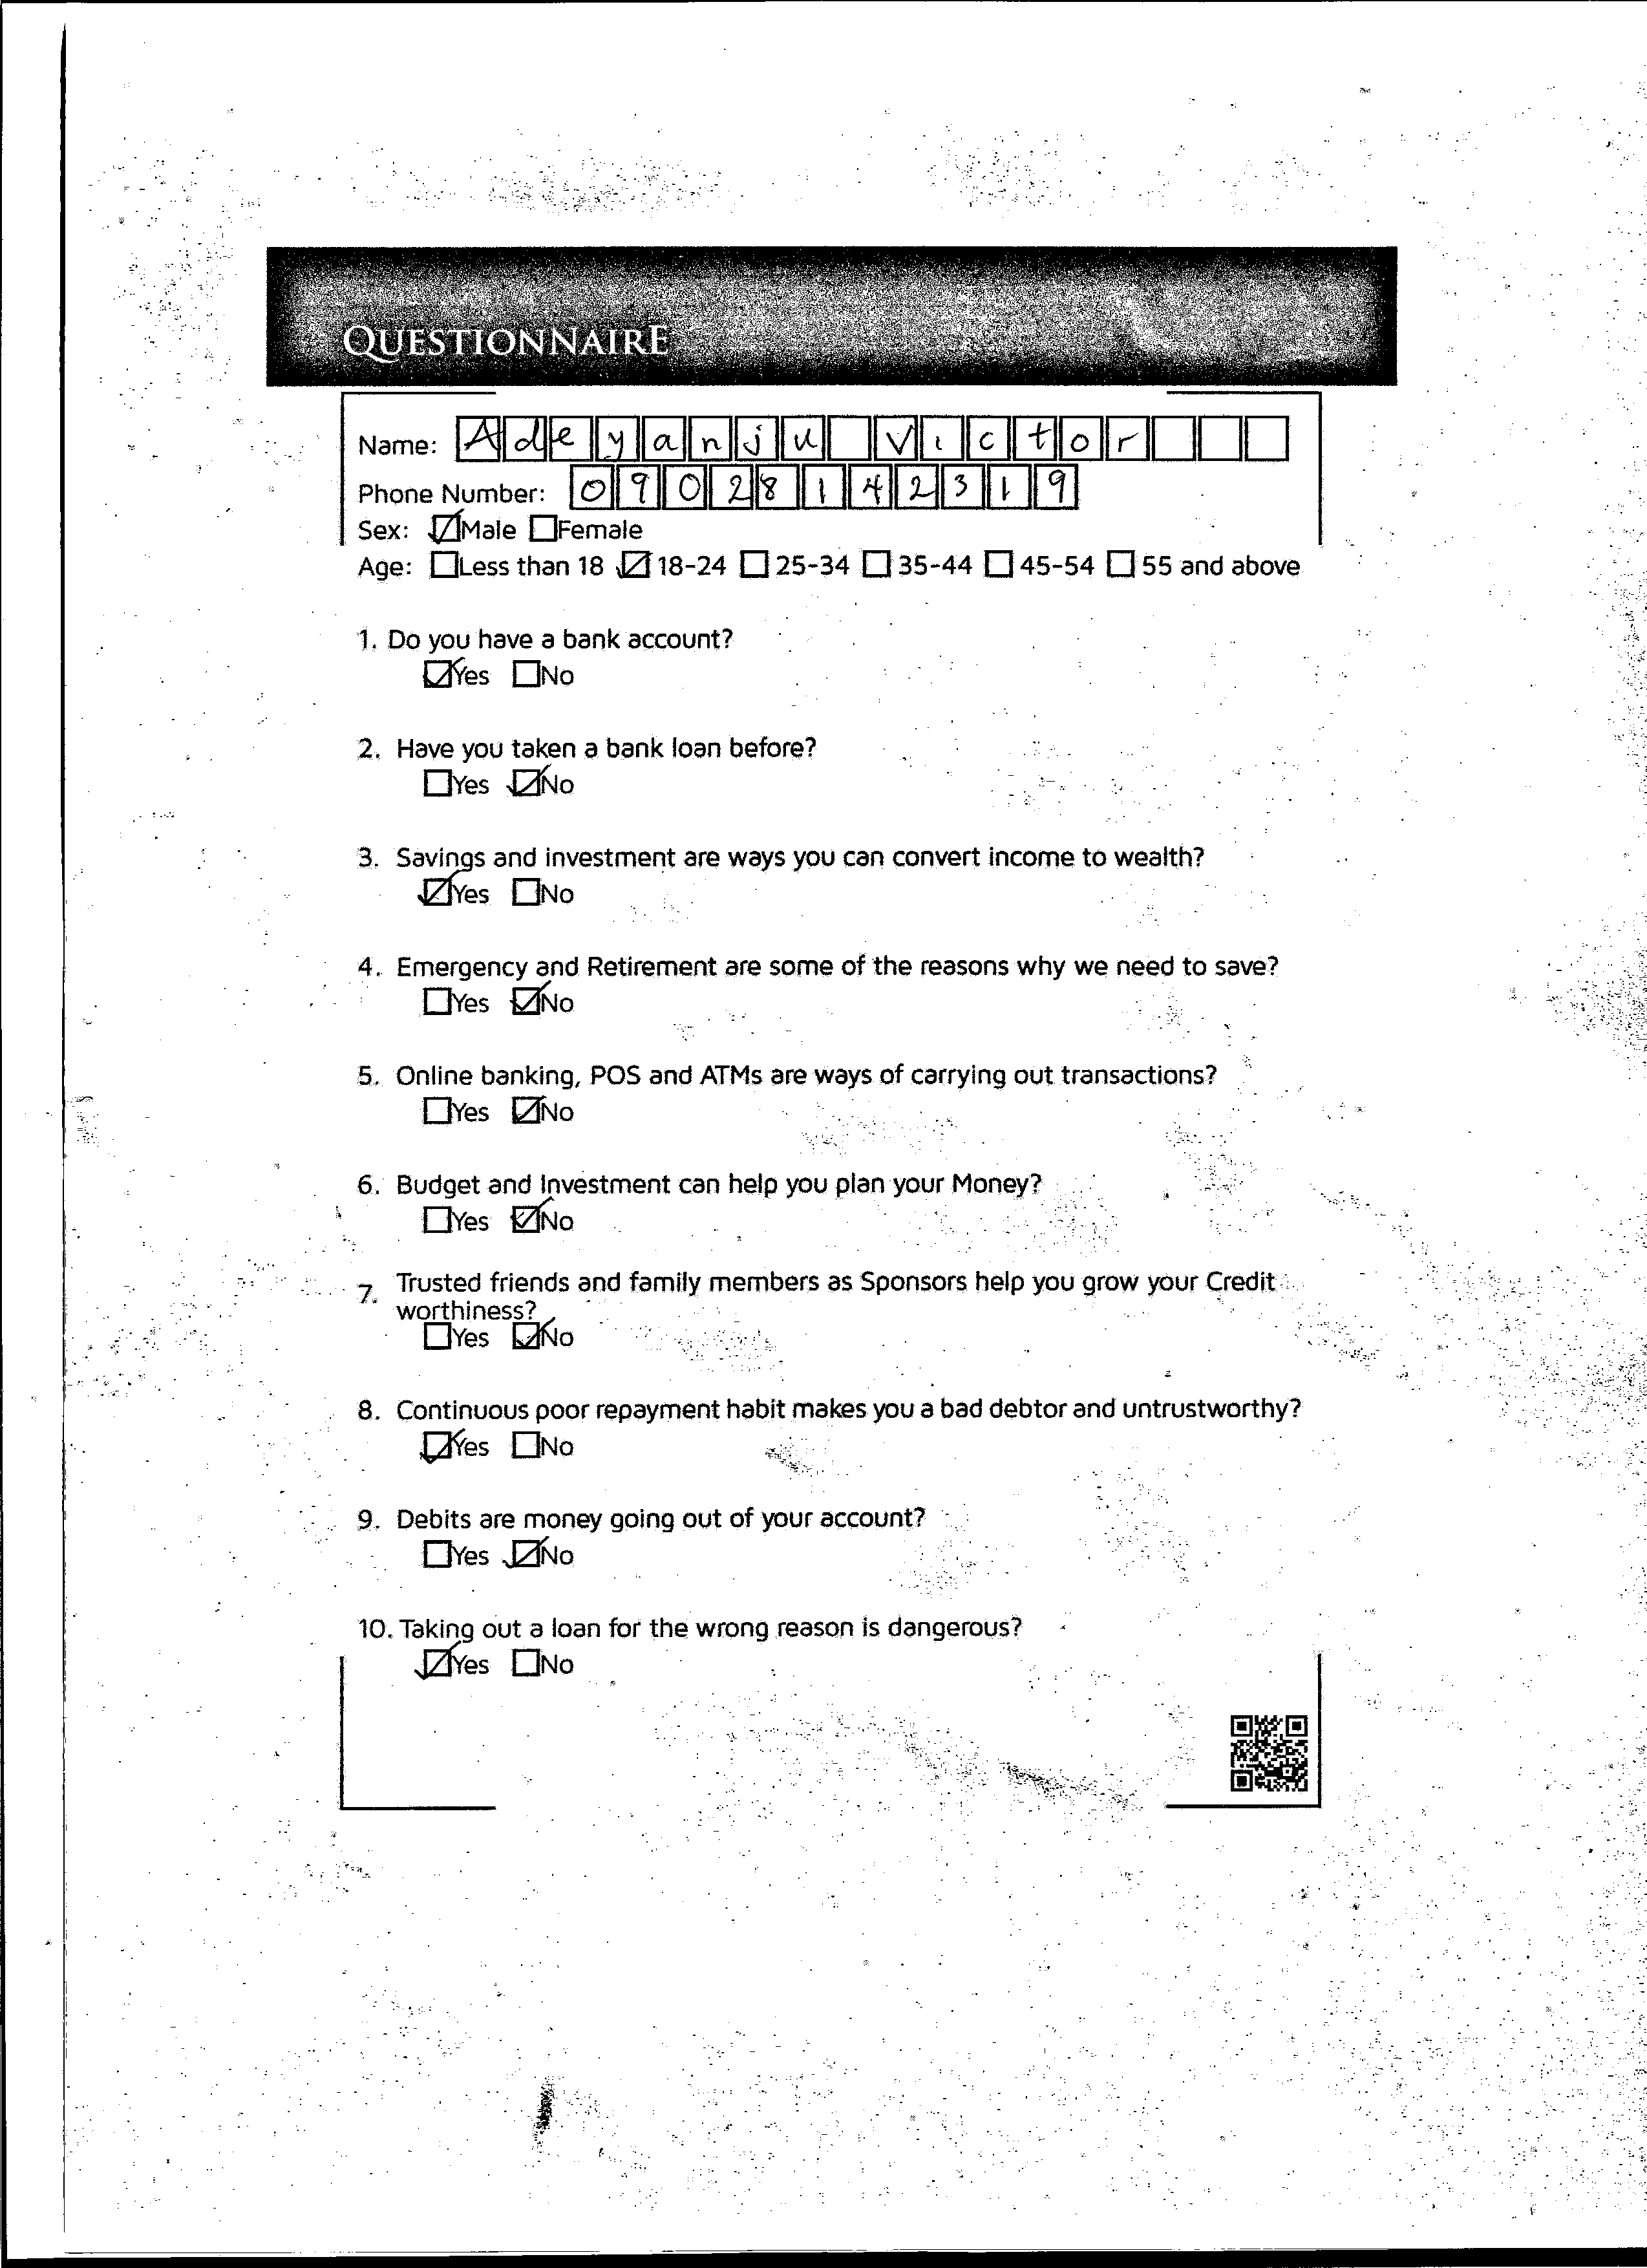 QUESTIONNAIRE
Name: Adeyanju Victor
Phone Number: 09028142319
Sex: ☑Male ☐Female
Age: ☐Less than 18 ☑18-24 ☐25-34 ☐35-44 ☐45-54 ☐55 and above
1. Do you have a bank account?
☑Yes ☐No
2. Have you taken a bank loan before?
☐Yes ☑No
3. Savings and investment are ways you can convert income to wealth?
☑Yes ☐No
4. Emergency and Retirement are some of the reasons why we need to save?
☐Yes ☑No
5. Online banking, POS and ATMs are ways of carrying out transactions?
☐Yes ☑No
6. Budget and Investment can help you plan your Money?
☐Yes ☑No
7. Trusted friends and family members as Sponsors help you grow your Credit
worthiness?
☐Yes ☑No
8. Continuous poor repayment habit makes you a bad debtor and untrustworthy?
☑Yes ☐No
9. Debits are money going out of your account?
☐Yes ☑No
10. Taking out a loan for the wrong reason is dangerous?
☑Yes ☐No